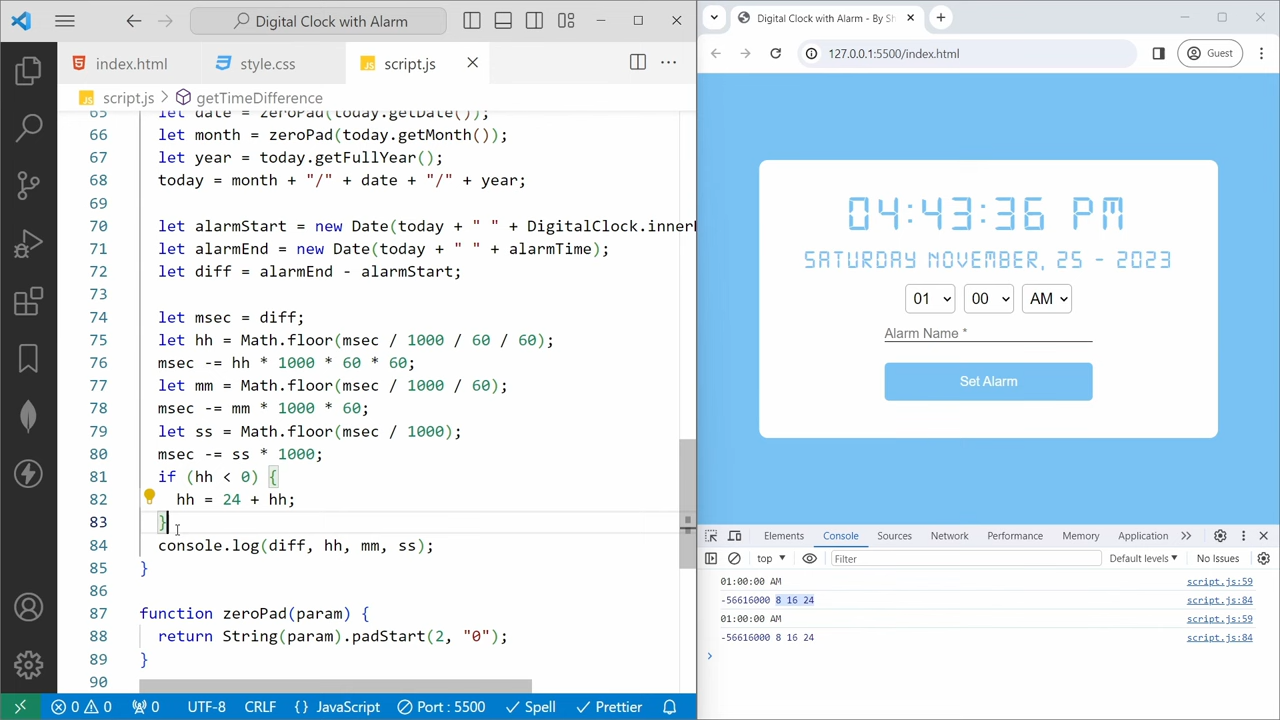 Digital Clock with Alarm
index.html
style.css
script.js
script.js > getTimeDifference
65 let date = zeroPad(today.getDate());
66 let month = zeroPad(today.getMonth());
67 let year = today.getFullYear();
68 today = month + "/" + date + "/" + year;
69
70 let alarmStart = new Date(today + " " + DigitalClock.inner
71 let alarmEnd = new Date(today + " " + alarmTime);
72 let diff = alarmEnd - alarmStart;
73
74 let msec = diff;
75 let hh = Math.floor(msec / 1000 / 60 / 60);
76 msec -= hh * 1000 * 60 * 60;
77 let mm = Math.floor(msec / 1000 / 60);
78 msec -= mm * 1000 * 60;
79 let ss = Math.floor(msec / 1000);
80 msec -= ss * 1000;
81 if (hh < 0) {
82 hh = 24 + hh;
83 }
84 console.log(diff, hh, mm, ss);
85 }
86
87 function zeroPad(param) {
88 return String(param).padStart(2, "0");
89 }
90
0 0 0 UTF-8 CRLF {} JavaScript Port : 5500 Spell Prettier
Digital Clock with Alarm - By Sh
127.0.0.1:5500/index.html
Guest
04:43:36 PM
SATURDAY NOVEMBER, 25 - 2023
01 00 AM
Alarm Name *
Set Alarm
Elements Console Sources Network Performance Memory Application
top Filter Default levels No Issues
01:00:00 AM script.js:59
-56616000 8 16 24 script.js:84
01:00:00 AM script.js:59
-56616000 8 16 24 script.js:84